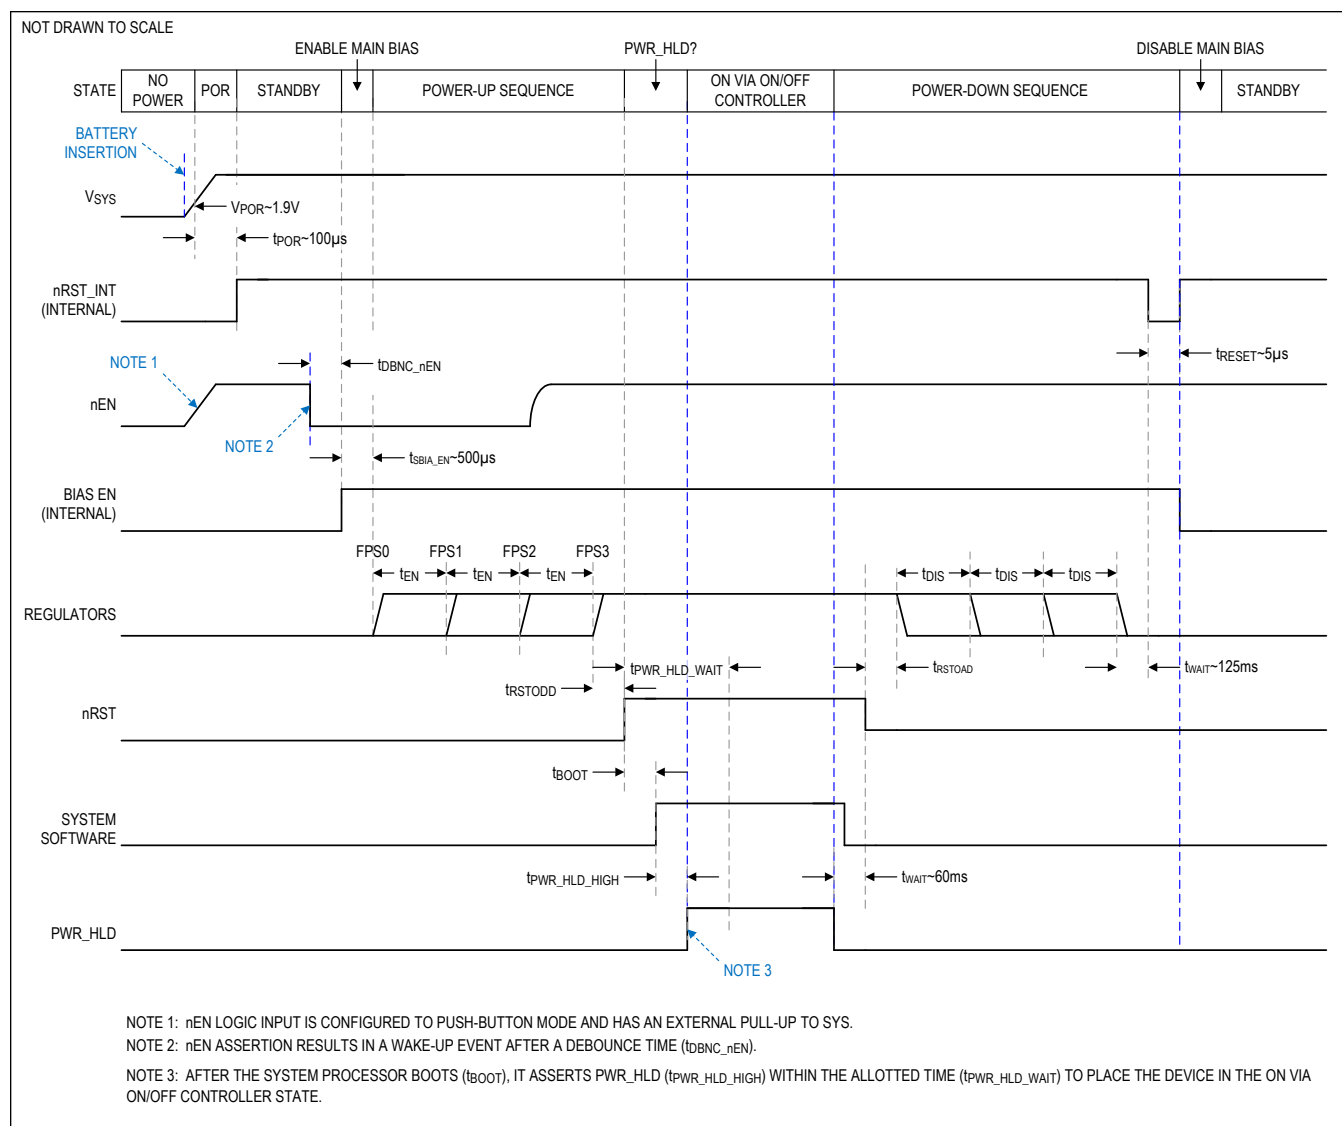 NOT DRAWN TO SCALE
ENABLE MAIN BIAS
PWR_HLD?
DISABLE MAIN BIAS
STATE
NO
POWER
POR
STANDBY
POWER-UP SEQUENCE
ON VIA ON/OFF
CONTROLLER
POWER-DOWN SEQUENCE
STANDBY
BATTERY
INSERTION
VSYS
VPOR~1.9V
tPOR~100µs
nRST_INT
(INTERNAL)
tRESET~5µs
NOTE 1
tDBNC_nEN
nEN
NOTE 2
tSBIA_EN~500µs
BIAS EN
(INTERNAL)
FPS0
FPS1
FPS2
FPS3
tEN
tEN
tEN
tDIS
tDIS
tDIS
REGULATORS
tPWR_HLD_WAIT
tRSTOAD
tWAIT~125ms
tRSTODD
nRST
tBOOT
SYSTEM
SOFTWARE
tPWR_HLD_HIGH
tWAIT~60ms
PWR_HLD
NOTE 3
NOTE 1: nEN LOGIC INPUT IS CONFIGURED TO PUSH-BUTTON MODE AND HAS AN EXTERNAL PULL-UP TO SYS.
NOTE 2: nEN ASSERTION RESULTS IN A WAKE-UP EVENT AFTER A DEBOUNCE TIME (tDBNC_nEN).
NOTE 3: AFTER THE SYSTEM PROCESSOR BOOTS (tBOOT), IT ASSERTS PWR_HLD (tPWR_HLD_HIGH) WITHIN THE ALLOTTED TIME (tPWR_HLD_WAIT) TO PLACE THE DEVICE IN THE ON VIA
ON/OFF CONTROLLER STATE.